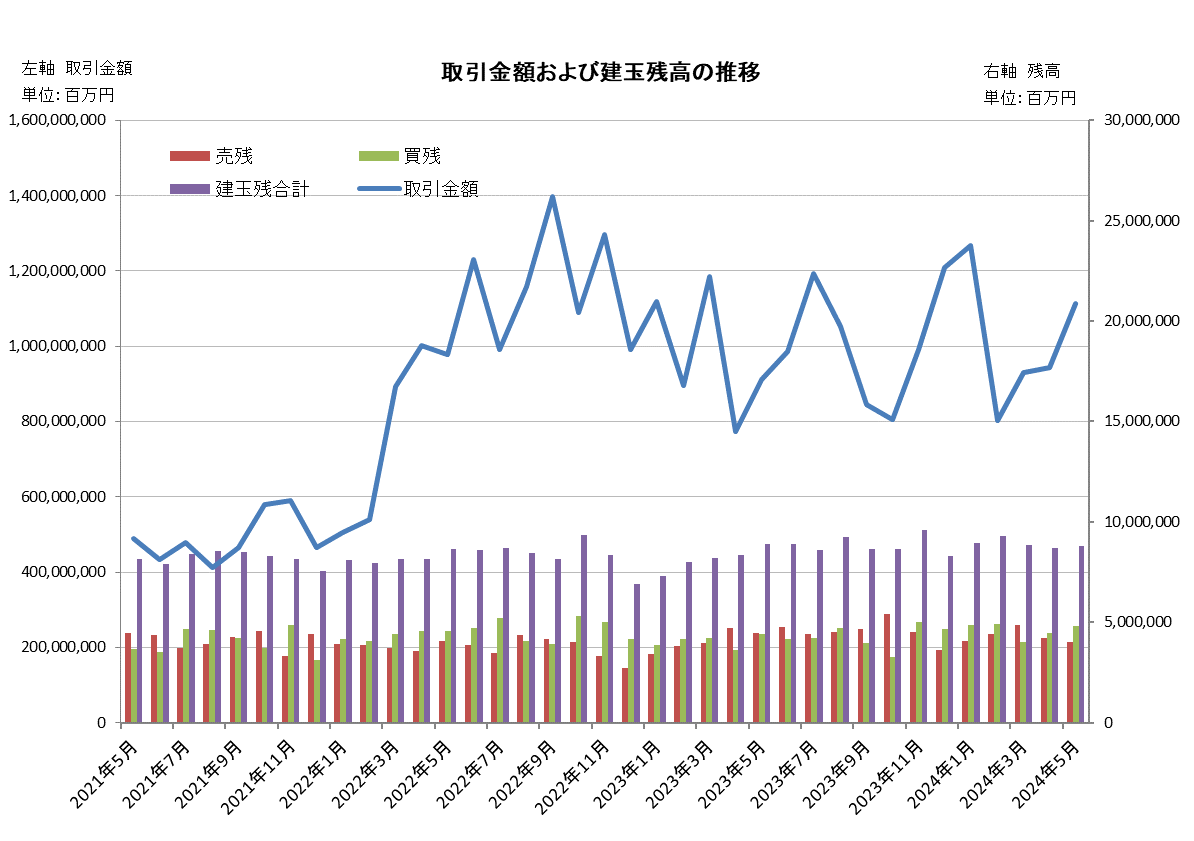 取引金額および建玉残高の推移
左軸 取引金額
単位:百万円
右軸 残高
単位:百万円
売残
買残
建玉残合計
取引金額
1,600,000,000
1,400,000,000
1,200,000,000
1,000,000,000
800,000,000
600,000,000
400,000,000
200,000,000
0
30,000,000
25,000,000
20,000,000
15,000,000
10,000,000
5,000,000
0
2021年5月
2021年7月
2021年9月
2021年11月
2022年1月
2022年3月
2022年5月
2022年7月
2022年9月
2022年11月
2023年1月
2023年3月
2023年5月
2023年7月
2023年9月
2023年11月
2024年1月
2024年3月
2024年5月